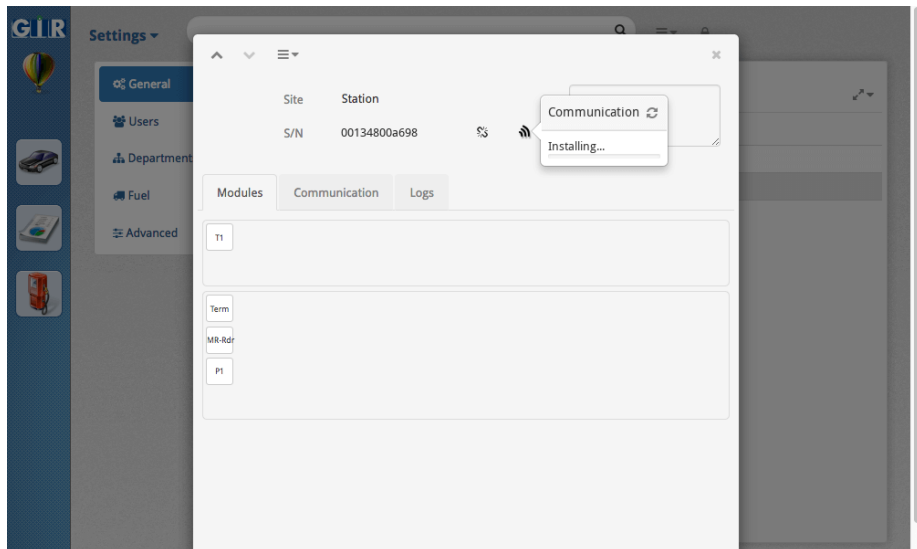 GIR
Settings
General
Users
Department
Fuel
Advanced
Site Station
S/N 00134800a698
Communication
Installing...
Modules Communication Logs
T1
Term
MR-Rdr
P1